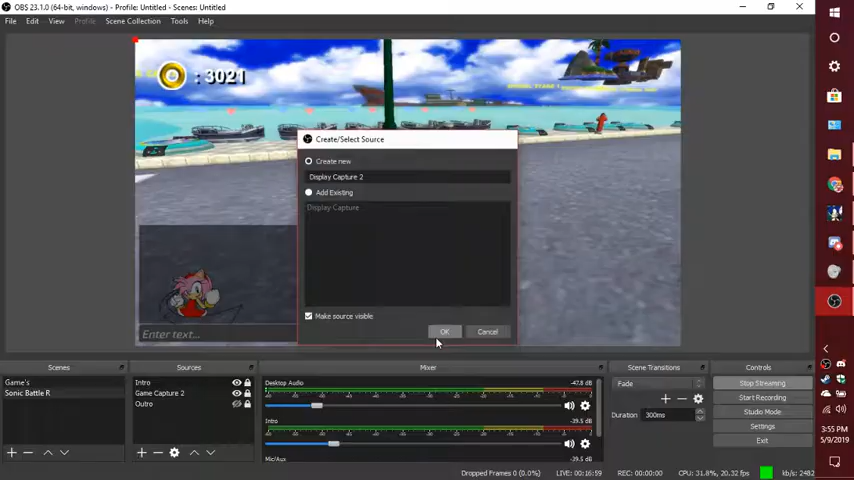 OBS 23.1.0 (64-bit, windows) - Profile: Untitled - Scenes: Untitled
File Edit View Profile Scene Collection Tools Help
: 3021
Create/Select Source
Create new
Display Capture 2
Add Existing
Display Capture
Make source visible
OK Cancel
Enter text...
Scenes Sources Mixer Scene Transitions Controls
Game's
Sonic Battle R
Intro
Game Capture 2
Outro
Desktop Audio -47.8 dB
Intro -39.5 dB
Mic/Aux
Fade
Duration 300ms
Stop Streaming
Start Recording
Studio Mode
Settings
Exit
3:55 PM
5/9/2019
Dropped Frames 0 (0.0%) LIVE: 00:16:59 REC: 00:00:00 CPU: 31.8%, 20.32 fps kb/s: 2482